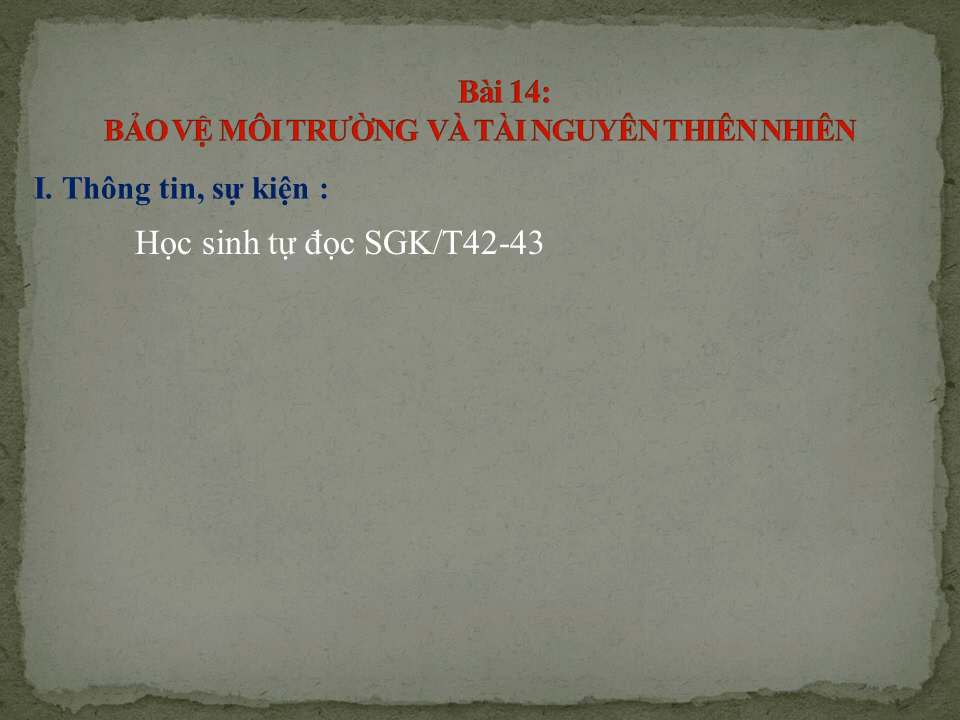 Bài 14:
BẢO VỆ MÔI TRƯỜNG VÀ TÀI NGUYÊN THIÊN NHIÊN
I. Thông tin, sự kiện :
Học sinh tự đọc SGK/T42-43